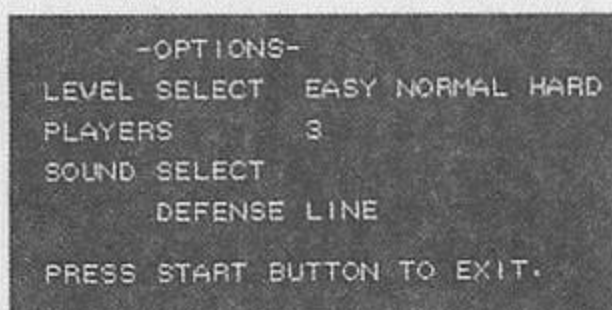 -OPTIONS-
LEVEL SELECT EASY NORMAL HARD
PLAYERS 3
SOUND SELECT
DEFENSE LINE
PRESS START BUTTON TO EXIT.